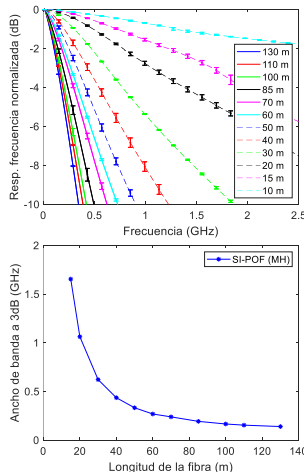 0
-2
-4
-6
-8
-10
Resp. frecuencia normalizada (dB)
130 m
110 m
100 m
85 m
70 m
60 m
50 m
40 m
30 m
20 m
15 m
10 m
0 0.5 1 1.5 2 2.5
Frecuencia (GHz)
2
1.5
1
0.5
0
Ancho de banda a 3dB (GHz)
SI-POF (MH)
0 20 40 60 80 100 120 140
Longitud de la fibra (m)